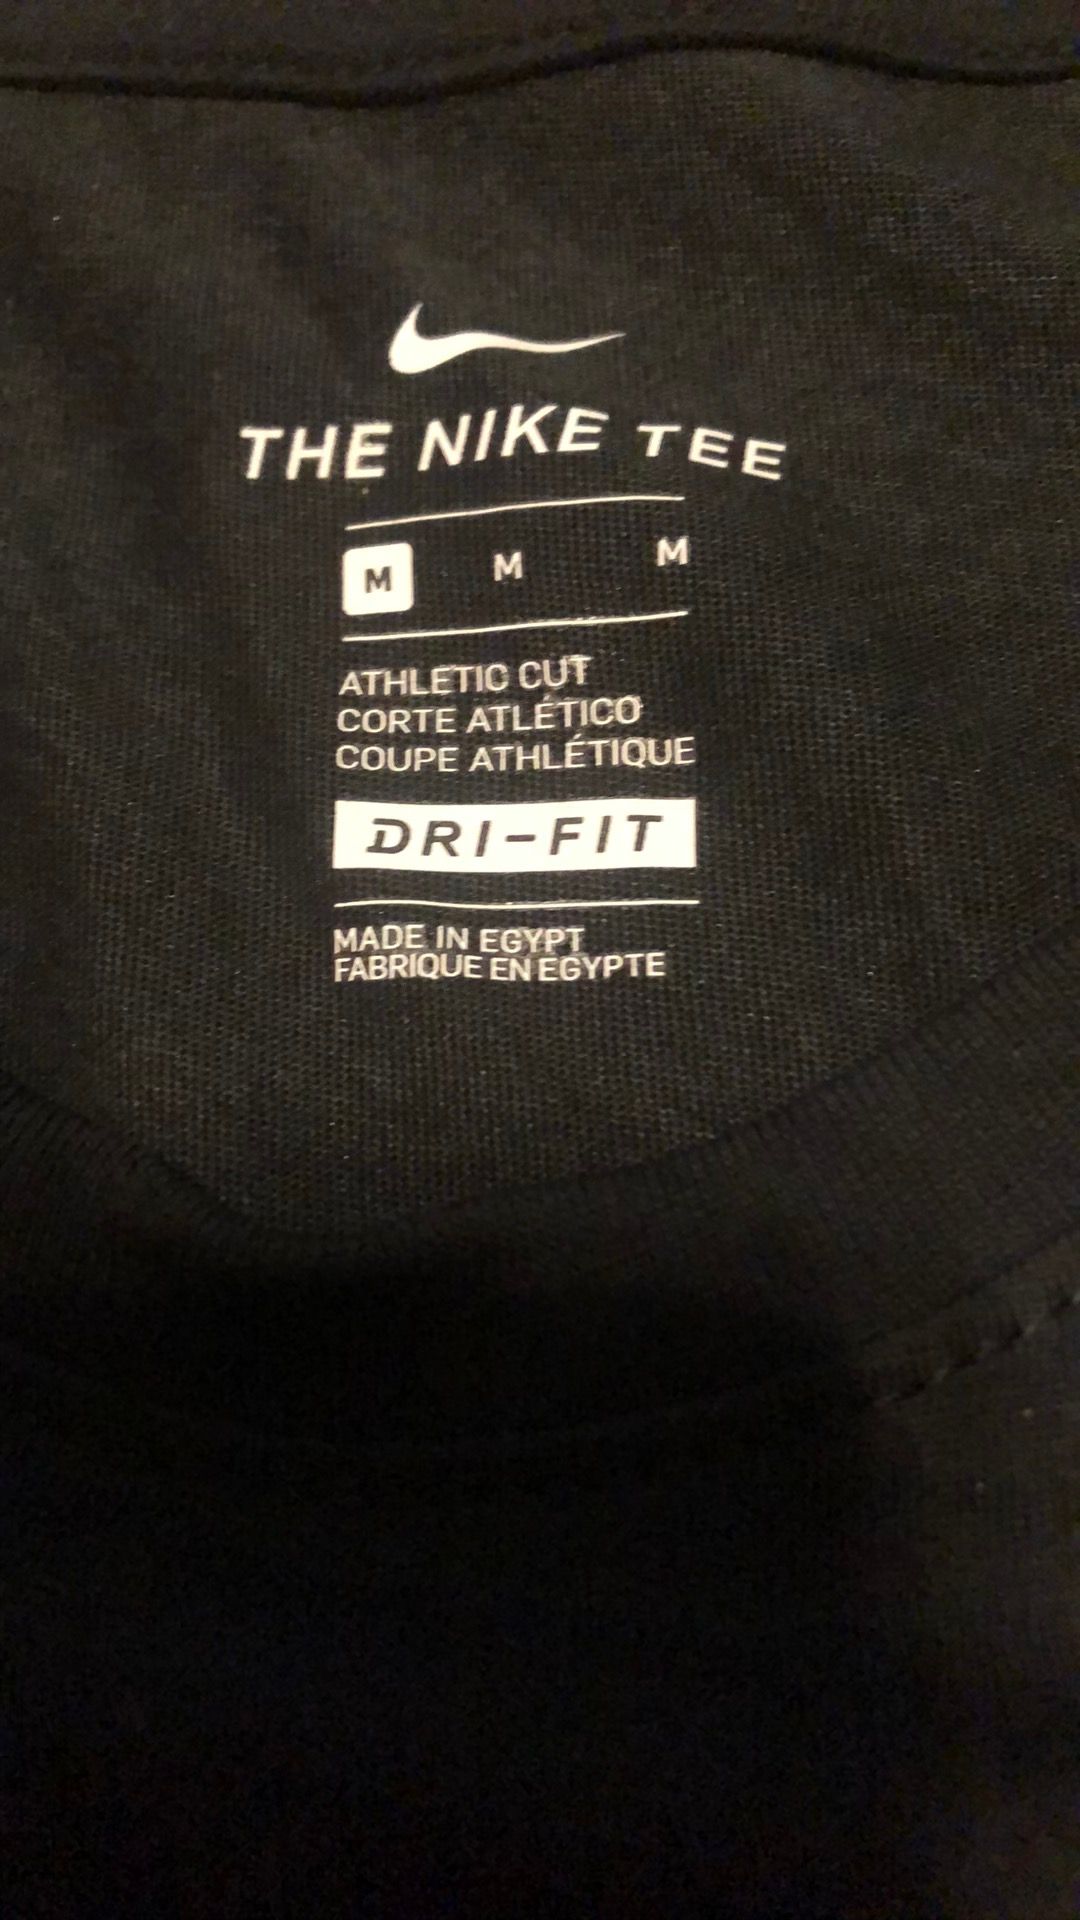 THE NIKE TEE
M M M
ATHLETIC CUT
CORTE ATLÉTICO
COUPE ATHLÉTIQUE
DRI-FIT
MADE IN EGYPT
FABRIQUE EN EGYPTE